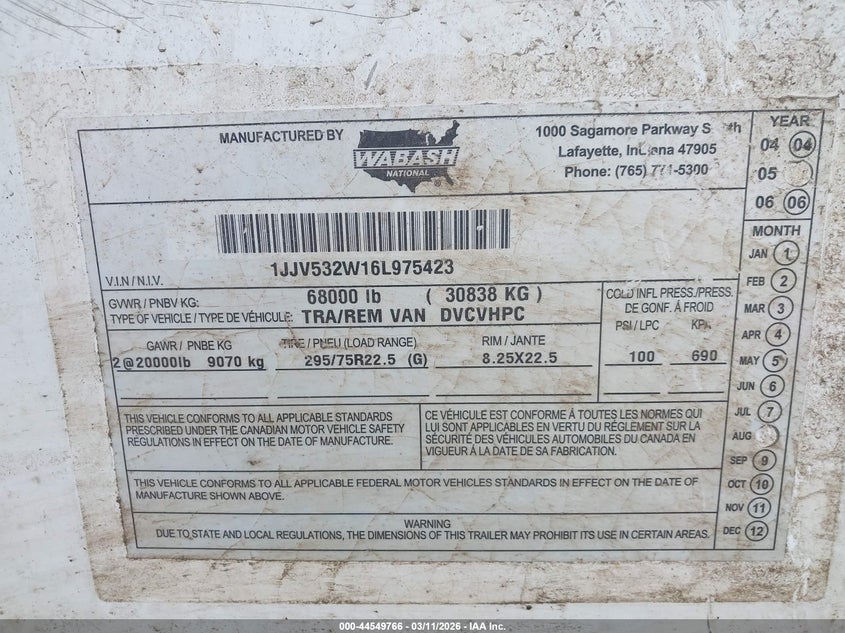 MANUFACTURED BY
WABASH
NATIONAL
®
1000 Sagamore Parkway S th
Lafayette, Indiana 47905
Phone: (765) 771-5300
YEAR
04 04
05
06 06
1JJV532W16L975423
V.I.N / N.I.V.
GVWR / PNBV KG: 68000 lb ( 30838 KG )
TYPE OF VEHICLE / TYPE DE VÉHICULE: TRA/REM VAN DVCVHPC
COLD INFL PRESS./PRESS.
DE GONF. À FROID
PSI / LPC KPA
GAWR / PNBE KG TIRE / PNEU (LOAD RANGE) RIM / JANTE
2@20000lb 9070 kg 295/75R22.5 (G) 8.25X22.5 100 690
THIS VEHICLE CONFORMS TO ALL APPLICABLE STANDARDS
PRESCRIBED UNDER THE CANADIAN MOTOR VEHICLE SAFETY
REGULATIONS IN EFFECT ON THE DATE OF MANUFACTURE.
CE VÉHICULE EST CONFORME À TOUTES LES NORMES QUI
LUI SONT APPLICABLES EN VERTU DU RÈGLEMENT SUR LA
SÉCURITÉ DES VÉHICULES AUTOMOBILES DU CANADA EN
VIGUEUR À LA DATE DE SA FABRICATION.
THIS VEHICLE CONFORMS TO ALL APPLICABLE FEDERAL MOTOR VEHICLES STANDARDS IN EFFECT ON THE DATE OF
MANUFACTURE SHOWN ABOVE.
WARNING
DUE TO STATE AND LOCAL REGULATIONS, THE DIMENSIONS OF THIS TRAILER MAY PROHIBIT ITS USE IN CERTAIN AREAS.
MONTH
JAN 1
FEB 2
MAR 3
APR 4
MAY 5
JUN 6
JUL 7
AUG
SEP 9
OCT 10
NOV 11
DEC 12
000-44549766 - 03/11/2026 - IAA Inc.